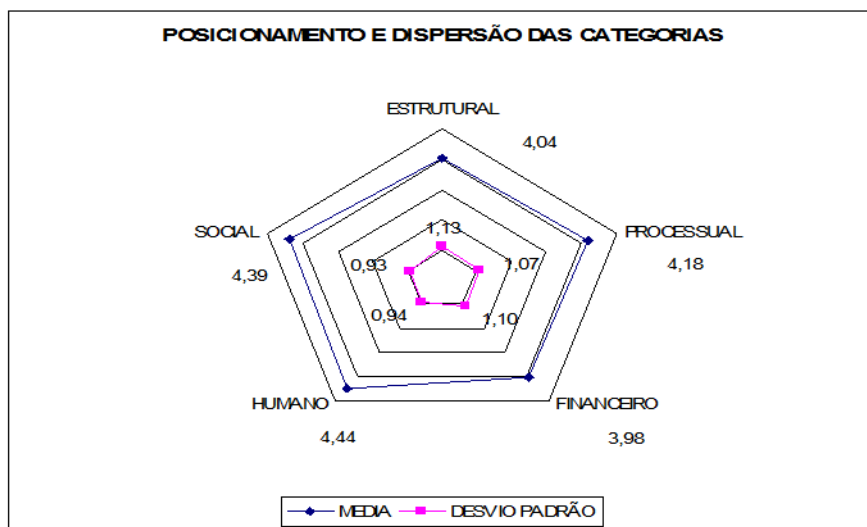 POSICIONAMENTO E DISPERSÃO DAS CATEGORIAS
ESTRUTURAL
4,04
1,13
SOCIAL
PROCESSUAL
0,93
1,07
4,39
4,18
0,94
1,10
HUMANO
FINANCEIRO
4,44
3,98
MEDIA
DESVIO PADRÃO